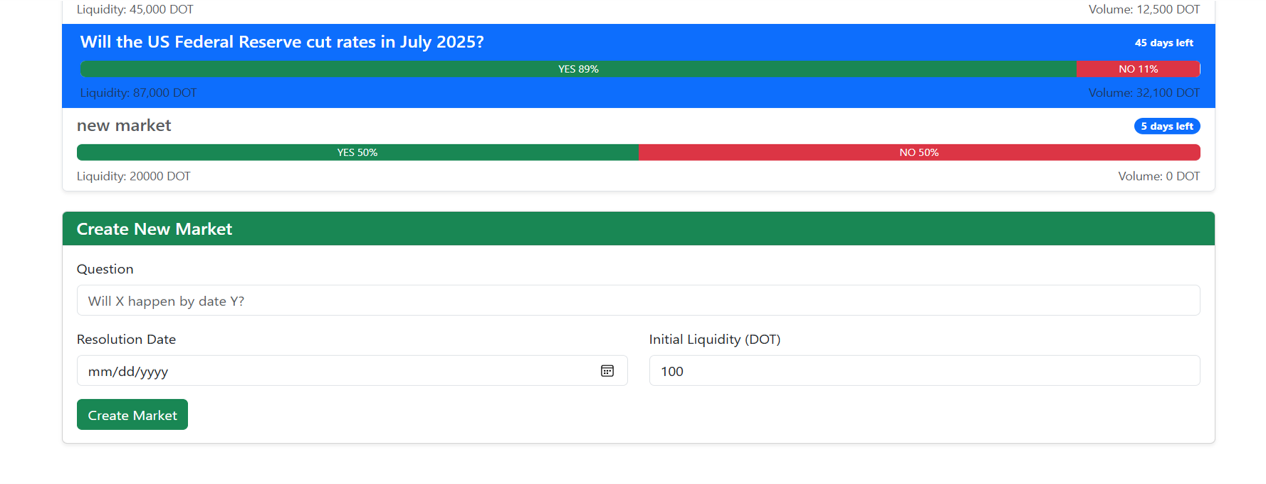 Liquidity: 45,000 DOT Volume: 12,500 DOT
Will the US Federal Reserve cut rates in July 2025? 45 days left
YES 89% NO 11%
Liquidity: 87,000 DOT Volume: 32,100 DOT
new market 5 days left
YES 50% NO 50%
Liquidity: 20000 DOT Volume: 0 DOT
Create New Market
Question
Will X happen by date Y?
Resolution Date Initial Liquidity (DOT)
mm/dd/yyyy 100
Create Market